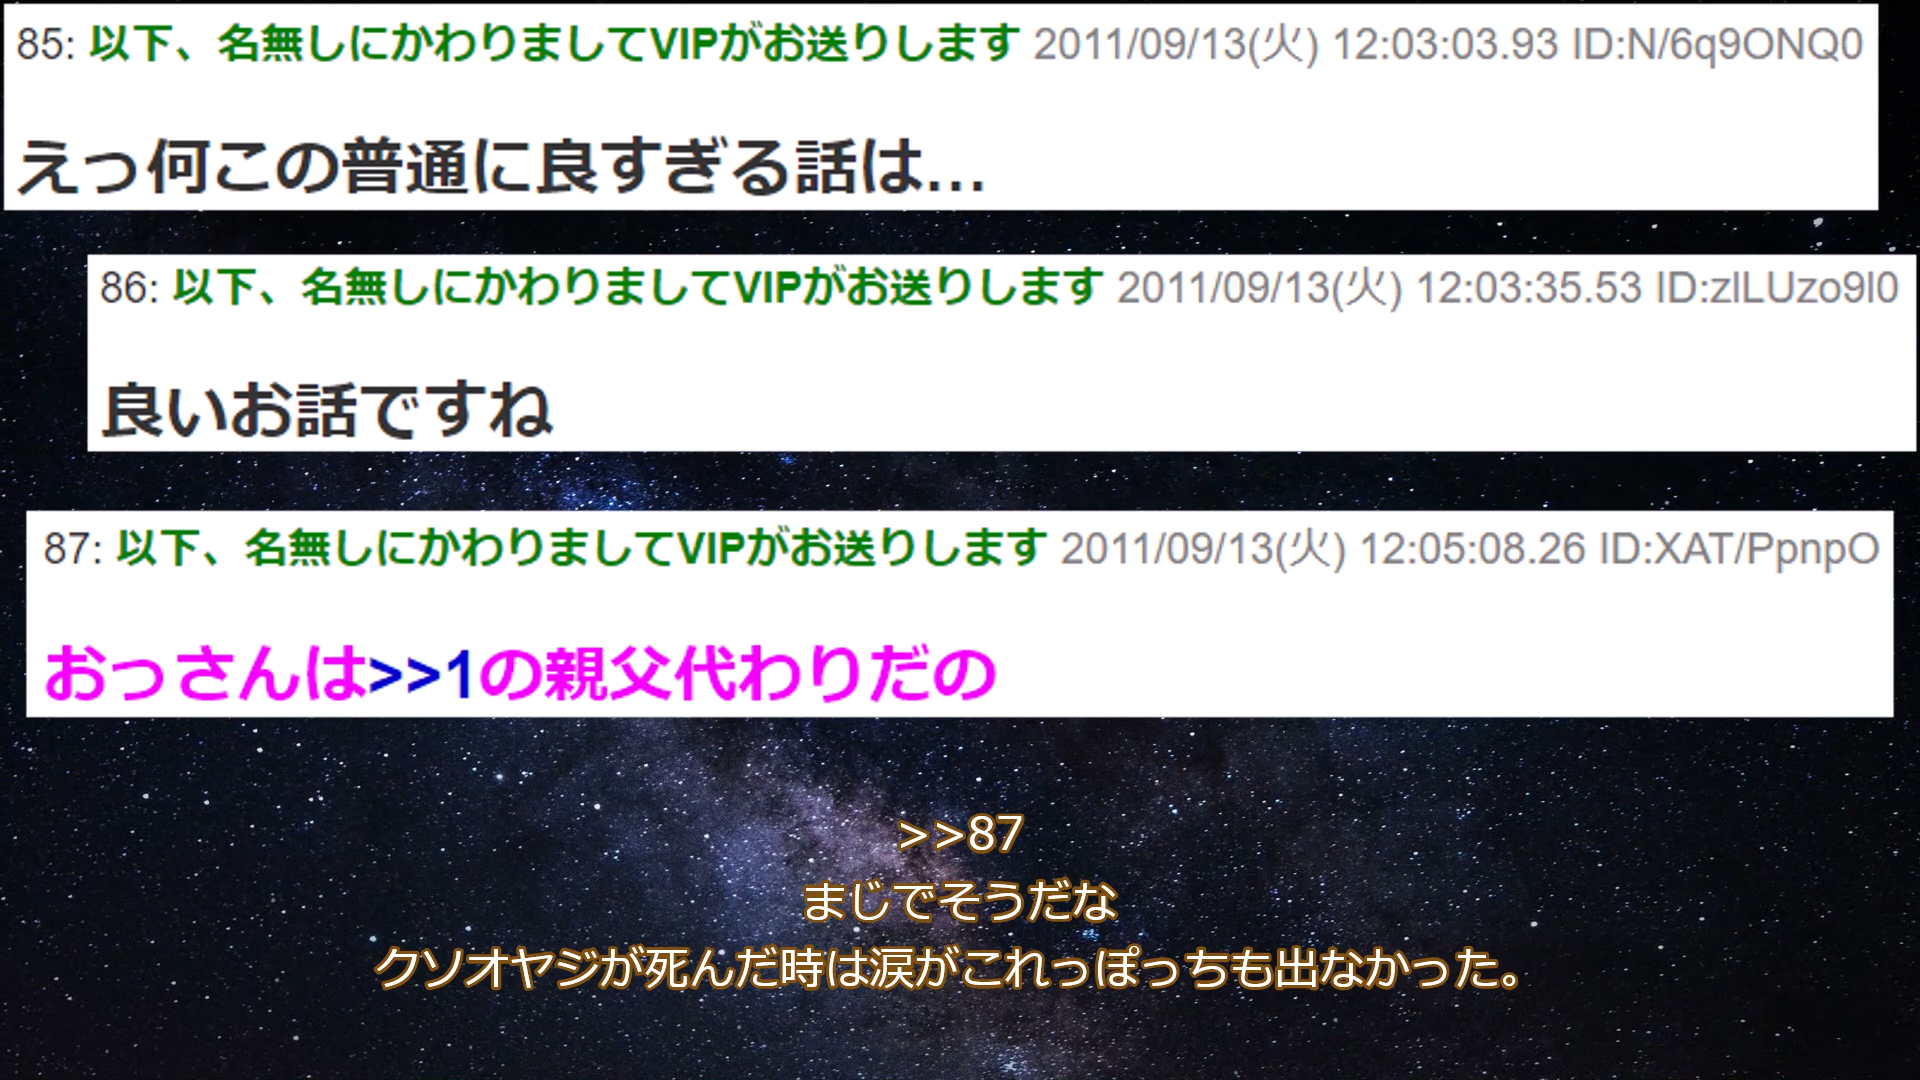 85: 以下、名無しにかわりましてVIPがお送りします 2011/09/13(火) 12:03:03.93 ID:N/6q9ONQ0
えっ何この普通に良すぎる話は…
86: 以下、名無しにかわりましてVIPがお送りします 2011/09/13(火) 12:03:35.53 ID:zlLUzo9l0
良いお話ですね
87: 以下、名無しにかわりましてVIPがお送りします 2011/09/13(火) 12:05:08.26 ID:XAT/PpnpO
おっさんは>>1の親父代わりだの
>>87
まじでそうだな
クソオヤジが死んだ時は涙がこれっぽっちも出なかった。